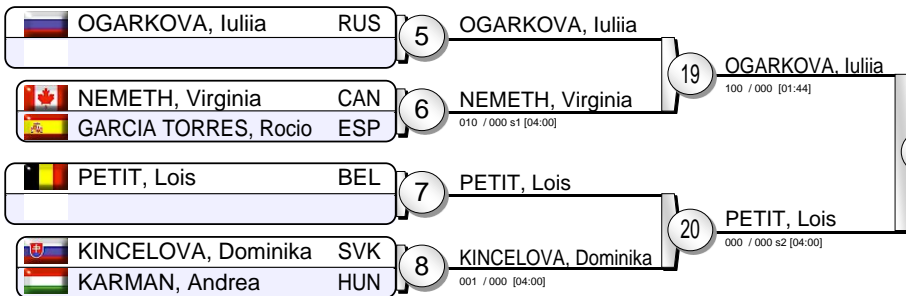 OGARKOVA, Iuliia RUS
5
OGARKOVA, Iuliia
19
OGARKOVA, Iuliia
100 / 000 [01:44]
NEMETH, Virginia CAN
GARCIA TORRES, Rocio ESP
6
NEMETH, Virginia
010 / 000 s1 [04:00]
PETIT, Lois BEL
7
PETIT, Lois
20
PETIT, Lois
000 / 000 s2 [04:00]
KINCELOVA, Dominika SVK
KARMAN, Andrea HUN
8
KINCELOVA, Dominika
001 / 000 [04:00]